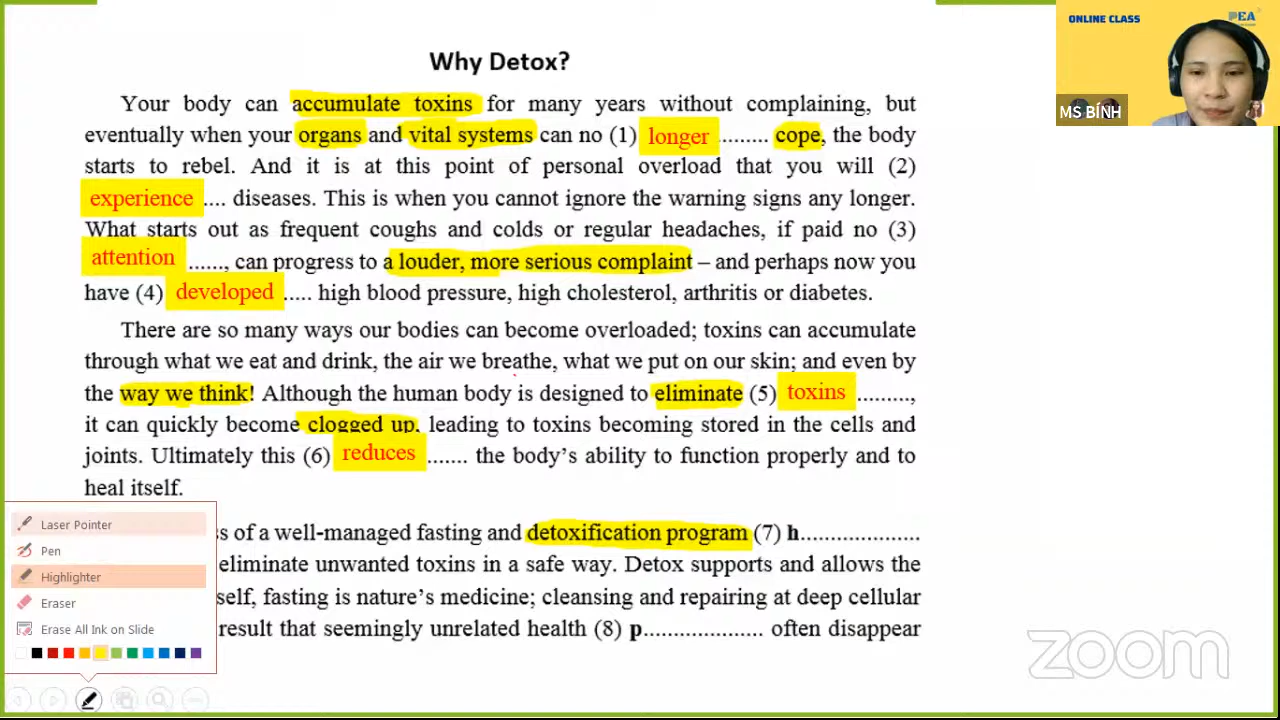 Why Detox?
ONLINE CLASS
PEA
MS BÍNH
Your body can accumulate toxins for many years without complaining, but
eventually when your organs and vital systems can no (1) longer ......... cope, the body
starts to rebel. And it is at this point of personal overload that you will (2)
experience .... diseases. This is when you cannot ignore the warning signs any longer.
What starts out as frequent coughs and colds or regular headaches, if paid no (3)
attention ......, can progress to a louder, more serious complaint – and perhaps now you
have (4) developed ..... high blood pressure, high cholesterol, arthritis or diabetes.
There are so many ways our bodies can become overloaded; toxins can accumulate
through what we eat and drink, the air we breathe, what we put on our skin; and even by
the way we think! Although the human body is designed to eliminate (5) toxins .........,
it can quickly become clogged up, leading to toxins becoming stored in the cells and
joints. Ultimately this (6) reduces ....... the body's ability to function properly and to
heal itself.
of a well-managed fasting and detoxification program (7) h....................
eliminate unwanted toxins in a safe way. Detox supports and allows the
self, fasting is nature's medicine; cleansing and repairing at deep cellular
result that seemingly unrelated health (8) p..................... often disappear
Laser Pointer
Pen
Highlighter
Eraser
Erase All Ink on Slide
zoom